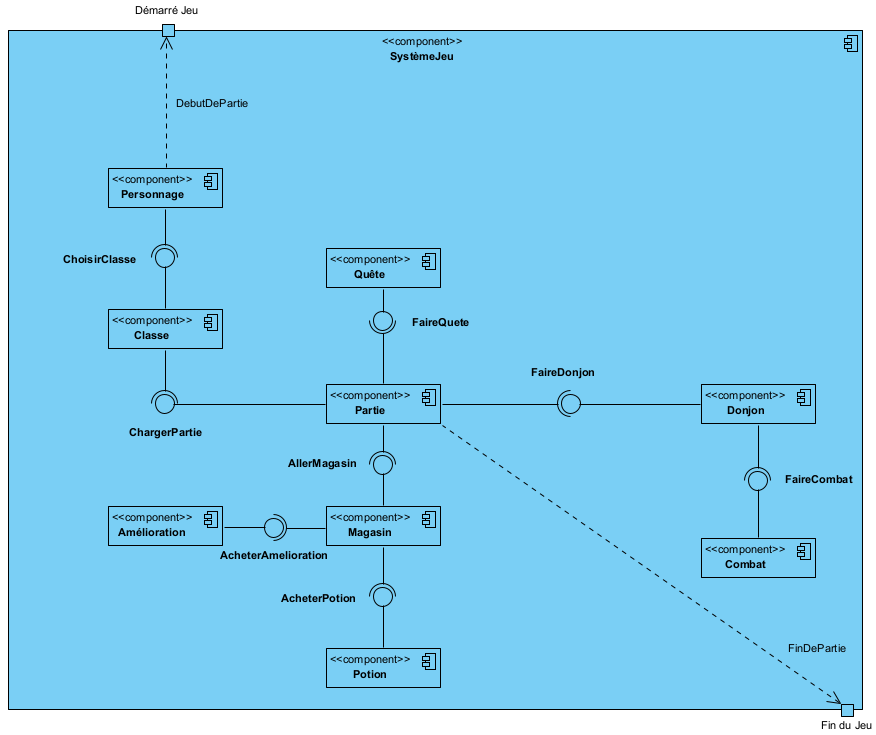 Démarré Jeu
<<component>>
SystèmeJeu
DebutDePartie
<<component>>
Personnage
ChoisirClasse
<<component>>
Quête
<<component>>
Classe
FaireQuete
FaireDonjon
<<component>>
Partie
<<component>>
Donjon
ChargerPartie
AllerMagasin
FaireCombat
<<component>>
Amélioration
<<component>>
Magasin
AcheterAmelioration
<<component>>
Combat
AcheterPotion
FinDePartie
<<component>>
Potion
Fin du Jeu